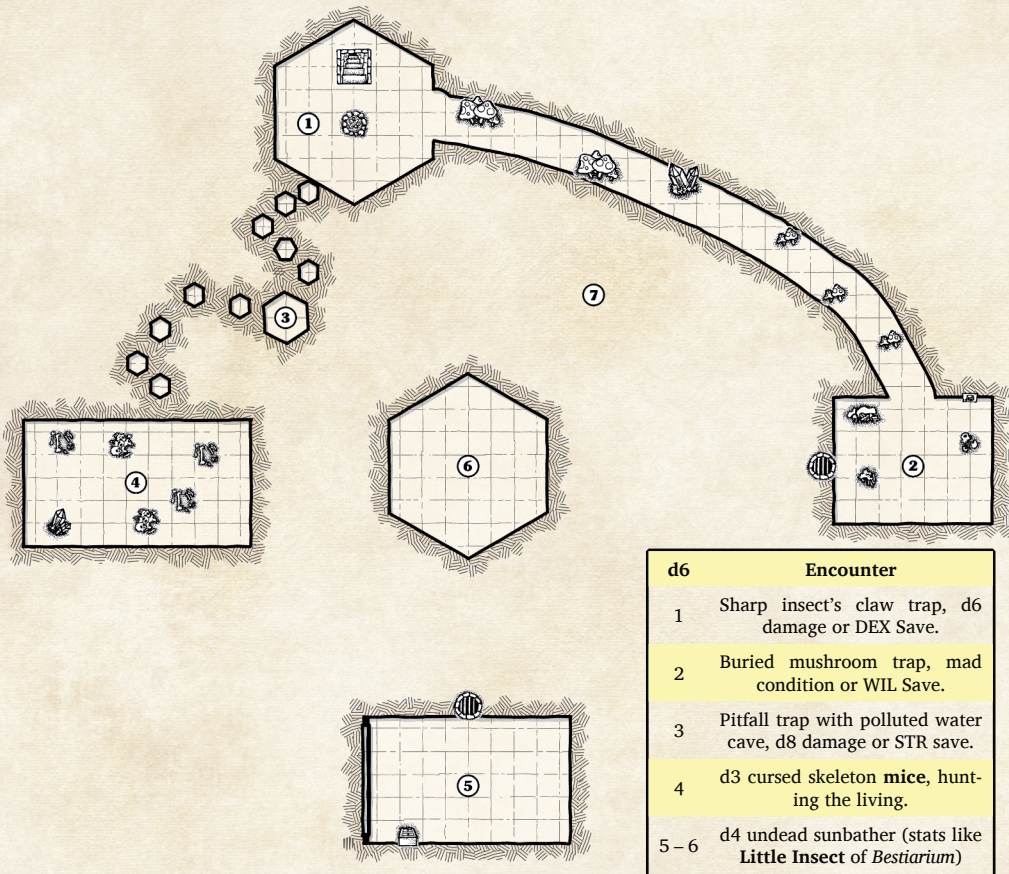 1
7
3
6
4
2
5
d6 Encounter
1 Sharp insect's claw trap, d6
damage or DEX Save.
2 Buried mushroom trap, mad
condition or WIL Save.
3 Pitfall trap with polluted water
cave, d8 damage or STR save.
4 d3 cursed skeleton mice, hunt-
ing the living.
5 – 6 d4 undead sunbather (stats like
Little Insect of Bestiarium)